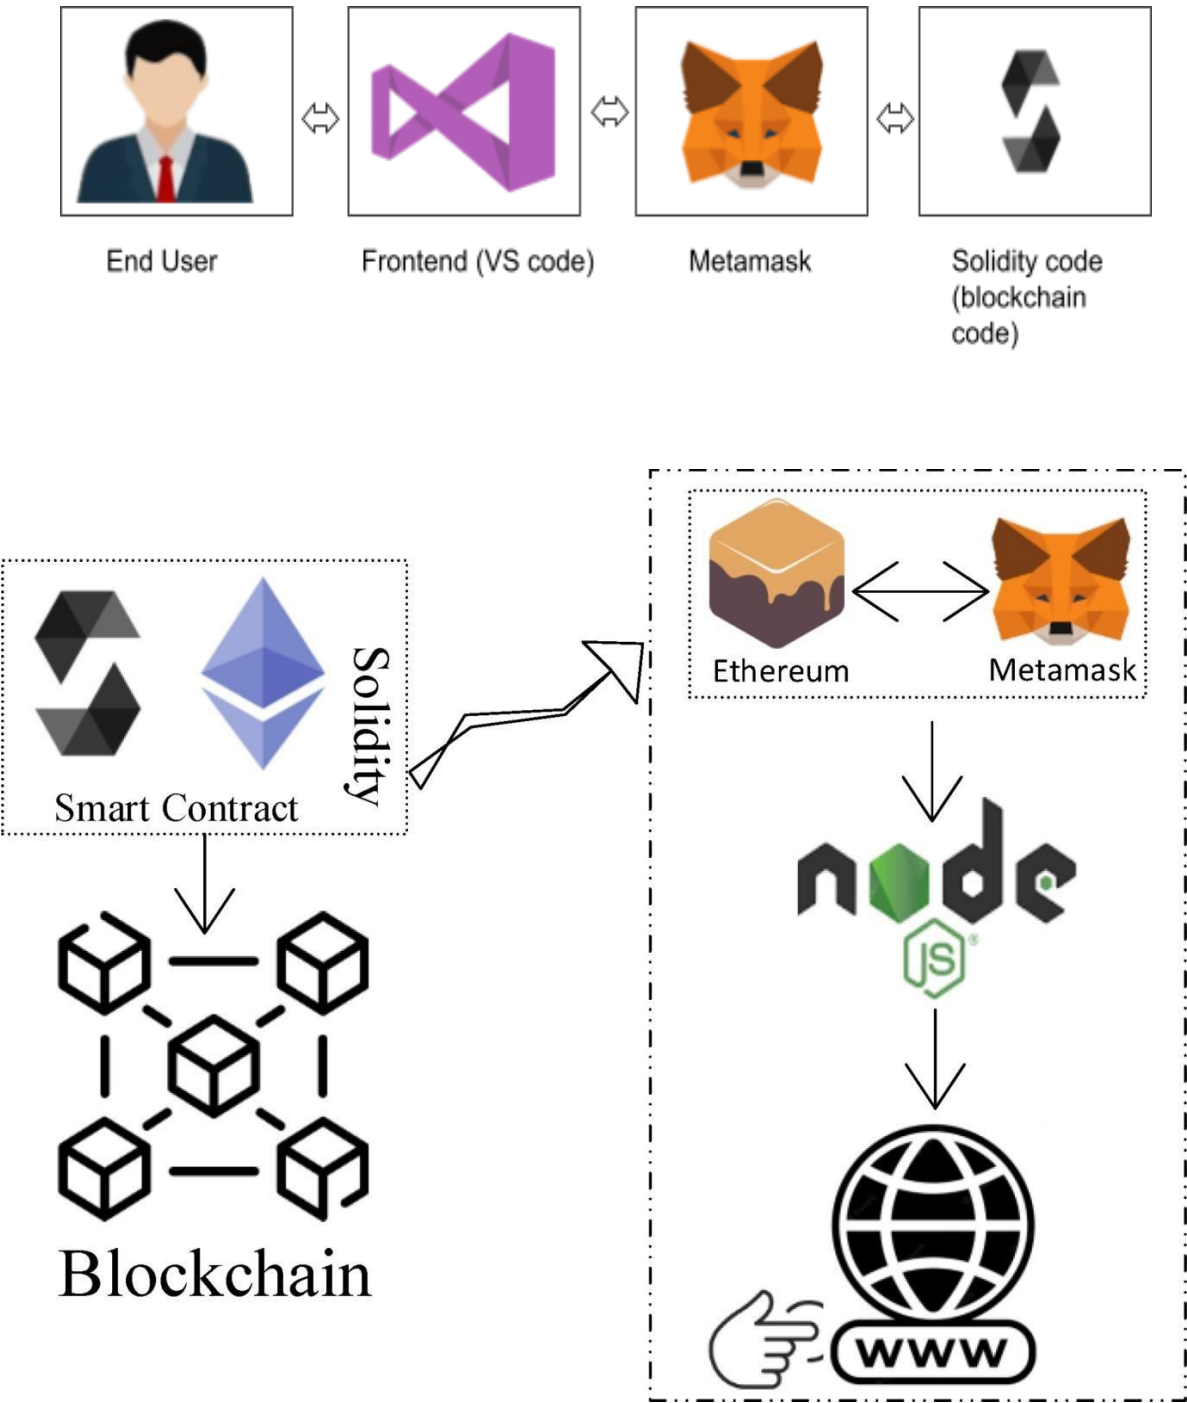 End User
Frontend (VS code)
Metamask
Solidity code
(blockchain
code)
Ethereum
Metamask
Solidity
Smart Contract
node
JS
®
Blockchain
www